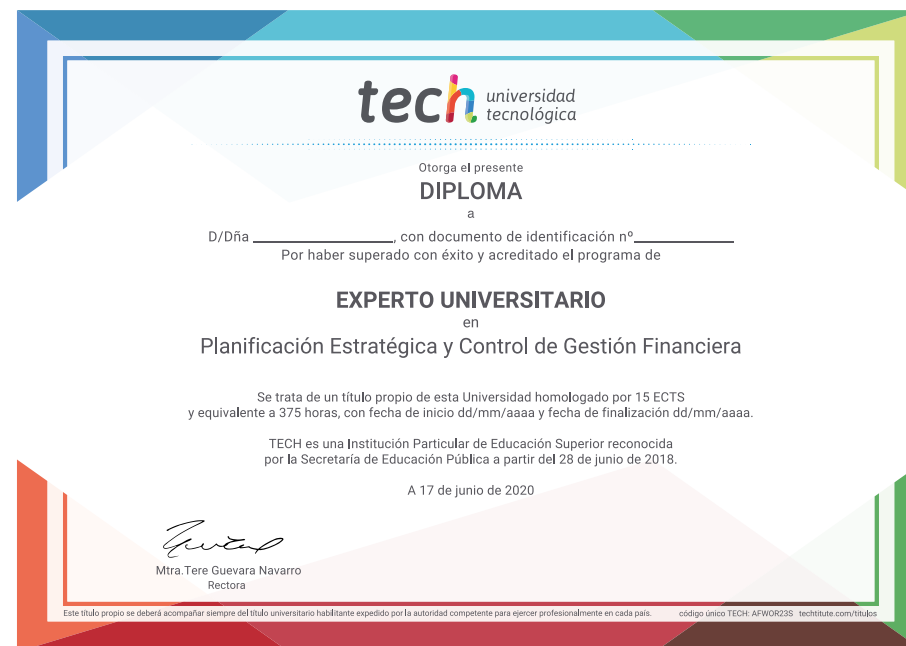 tech universidad
tecnológica
Otorga el presente
DIPLOMA
a
D/Dña ____________________, con documento de identificación nº______________
Por haber superado con éxito y acreditado el programa de
EXPERTO UNIVERSITARIO
en
Planificación Estratégica y Control de Gestión Financiera
Se trata de un título propio de esta Universidad homologado por 15 ECTS
y equivalente a 375 horas, con fecha de inicio dd/mm/aaaa y fecha de finalización dd/mm/aaaa.
TECH es una Institución Particular de Educación Superior reconocida
por la Secretaría de Educación Pública a partir del 28 de junio de 2018.
A 17 de junio de 2020
Mtra.Tere Guevara Navarro
Rectora
Este título propio se deberá acompañar siempre del título universitario habilitante expedido por la autoridad competente para ejercer profesionalmente en cada país. código único TECH: AFWOR23S techtitute.com/titulos